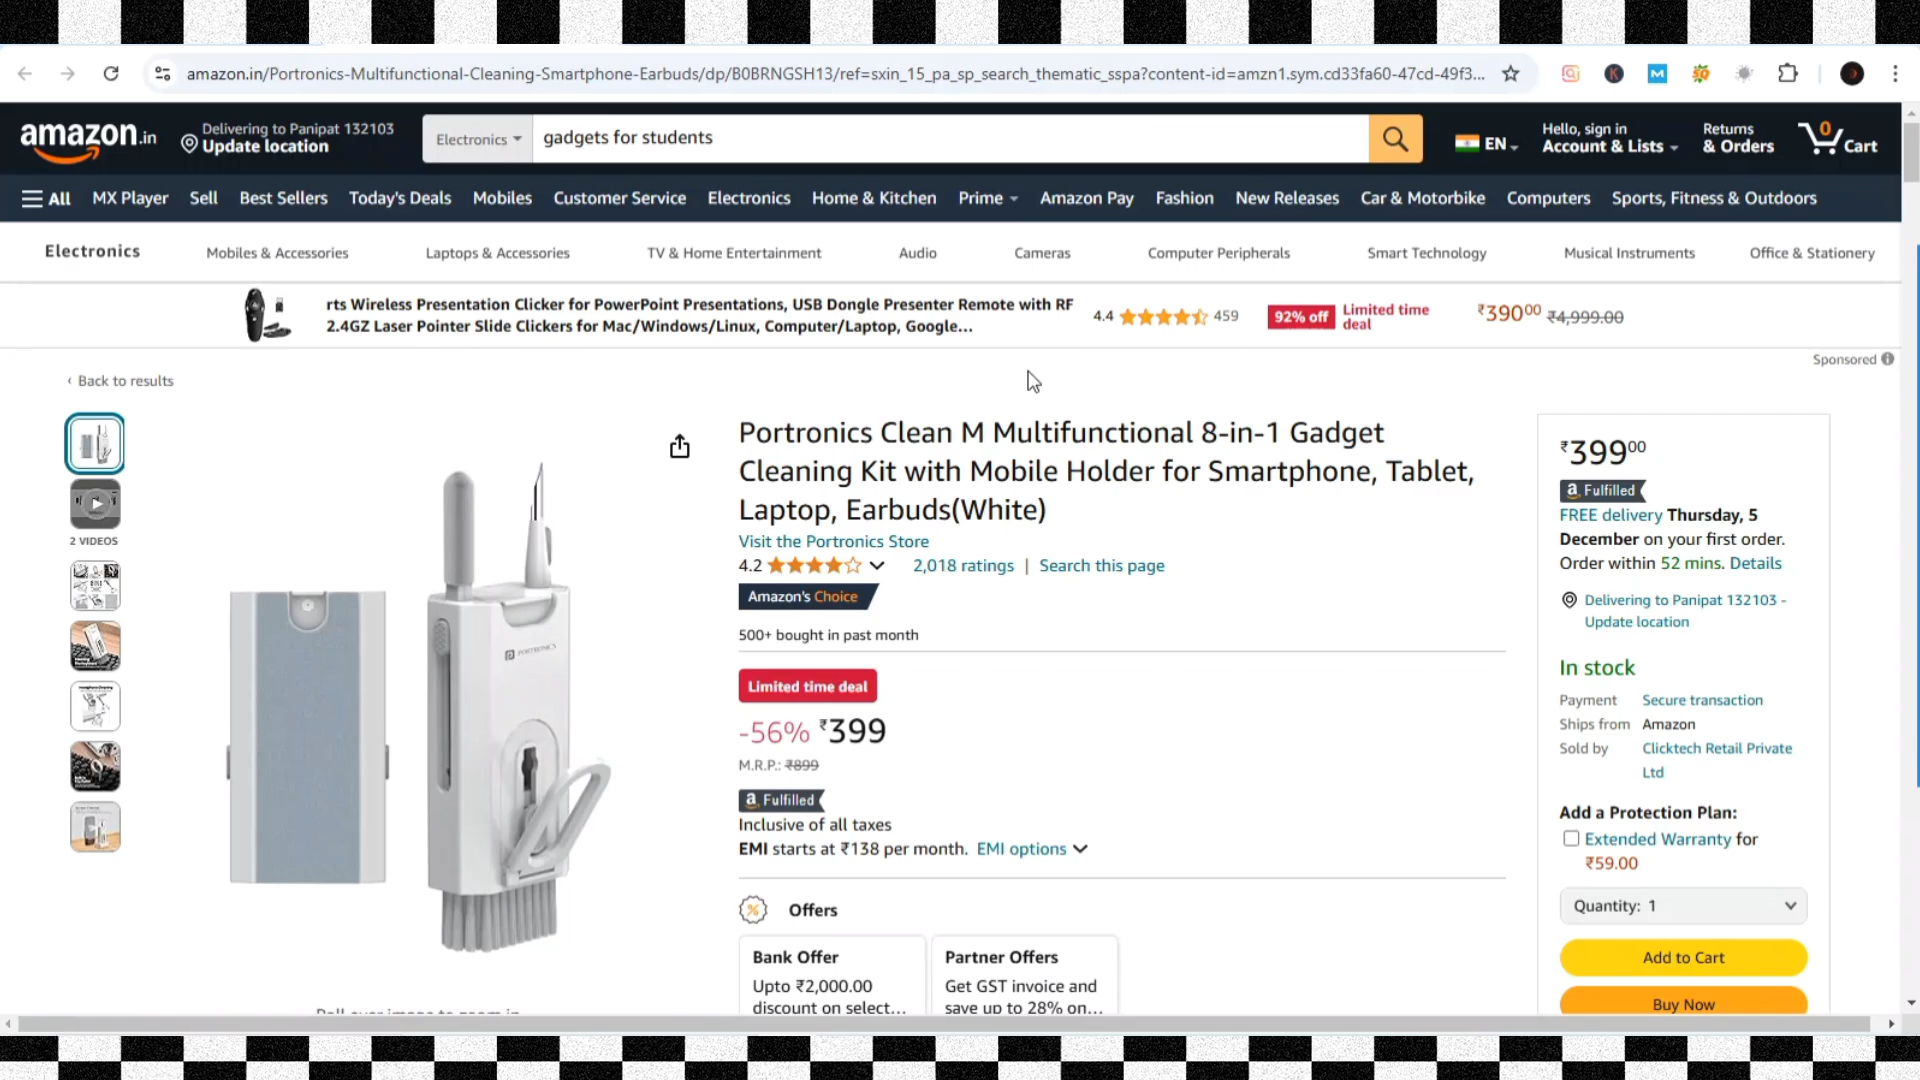 amazon.in/Portronics-Multifunctional-Cleaning-Smartphone-Earbuds/dp/B0BRNGSH13/ref=sxin_15_pa_sp_search_thematic_sspa?content-id=amzn1.sym.cd33fa60-47cd-49f3...
amazon.in
Delivering to Panipat 132103
Update location
Electronics
gadgets for students
EN
Hello, sign in
Account & Lists
Returns
& Orders
0
Cart
All
MX Player
Sell
Best Sellers
Today's Deals
Mobiles
Customer Service
Electronics
Home & Kitchen
Prime
Amazon Pay
Fashion
New Releases
Car & Motorbike
Computers
Sports, Fitness & Outdoors
Electronics
Mobiles & Accessories
Laptops & Accessories
TV & Home Entertainment
Audio
Cameras
Computer Peripherals
Smart Technology
Musical Instruments
Office & Stationery
rts Wireless Presentation Clicker for PowerPoint Presentations, USB Dongle Presenter Remote with RF
2.4GZ Laser Pointer Slide Clickers for Mac/Windows/Linux, Computer/Laptop, Google...
4.4
459
92% off
Limited time
deal
₹39000
₹4,999.00
Sponsored
‹ Back to results
2 VIDEOS
PORTRONICS
Portronics Clean M Multifunctional 8-in-1 Gadget
Cleaning Kit with Mobile Holder for Smartphone, Tablet,
Laptop, Earbuds(White)
Visit the Portronics Store
4.2
2,018 ratings | Search this page
Amazon's Choice
500+ bought in past month
Limited time deal
-56% ₹399
M.R.P.: ₹899
a Fulfilled
Inclusive of all taxes
EMI starts at ₹138 per month. EMI options
Offers
Bank Offer
Upto ₹2,000.00
discount on select...
Partner Offers
Get GST invoice and
save up to 28% on...
₹39900
a Fulfilled
FREE delivery Thursday, 5
December on your first order.
Order within 52 mins. Details
Delivering to Panipat 132103 -
Update location
In stock
Payment Secure transaction
Ships from Amazon
Sold by Clicktech Retail Private
Ltd
Add a Protection Plan:
Extended Warranty for
₹59.00
Quantity: 1
Add to Cart
Buy Now